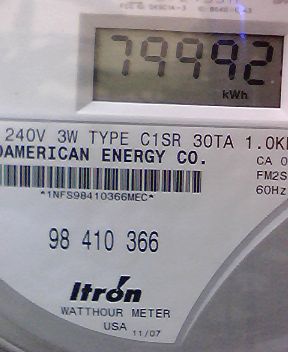 79992
kWh
240V 3W TYPE C1SR 30TA 1.0K
DAMERICAN ENERGY CO.
CA 0
FM2S
60Hz
*1NFS98410366MEC*
98 410 366
Itron
WATTHOUR METER
USA 11/07